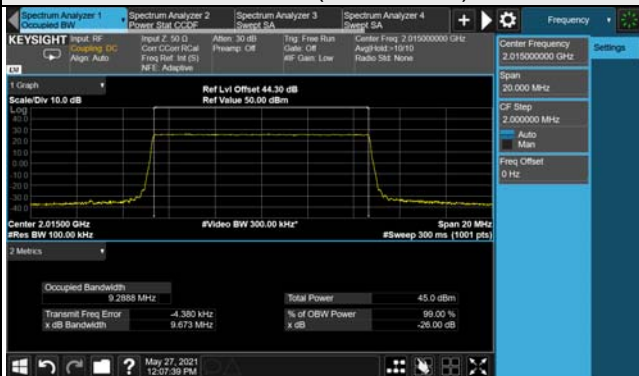 Spectrum Analyzer 1
Occupied BW
Spectrum Analyzer 2
Power Stat CCDF
Spectrum Analyzer 3
Swept SA
Spectrum Analyzer 4
Swept SA
Frequency
KEYSIGHT
Input: RF
Coupling: DC
Align: Auto
Input Z: 50 Ω
Corr CCorr RCal
Freq Ref: Int (S)
NFE: Adaptive
Atten: 30 dB
Preamp: Off
Trig: Free Run
Gate: Off
#IF Gain: Low
Center Freq: 2.015000000 GHz
Avg|Hold:>10/10
Radio Std: None
Center Frequency
2.015000000 GHz
Settings
Span
20.000 MHz
CF Step
2.000000 MHz
Auto
Man
Freq Offset
0 Hz
1 Graph
Scale/Div 10.0 dB
Ref Lvl Offset 44.30 dB
Ref Value 50.00 dBm
Log
40.0
30.0
20.0
10.0
0.00
-10.0
-20.0
-30.0
-40.0
Center 2.01500 GHz
#Res BW 100.00 kHz
#Video BW 300.00 kHz*
Span 20 MHz
#Sweep 300 ms (1001 pts)
2 Metrics
Occupied Bandwidth
9.2888 MHz
Total Power
45.0 dBm
Transmit Freq Error
-4.380 kHz
% of OBW Power
99.00 %
x dB Bandwidth
9.673 MHz
x dB
-26.00 dB
?
May 27, 2021
12:07:39 PM